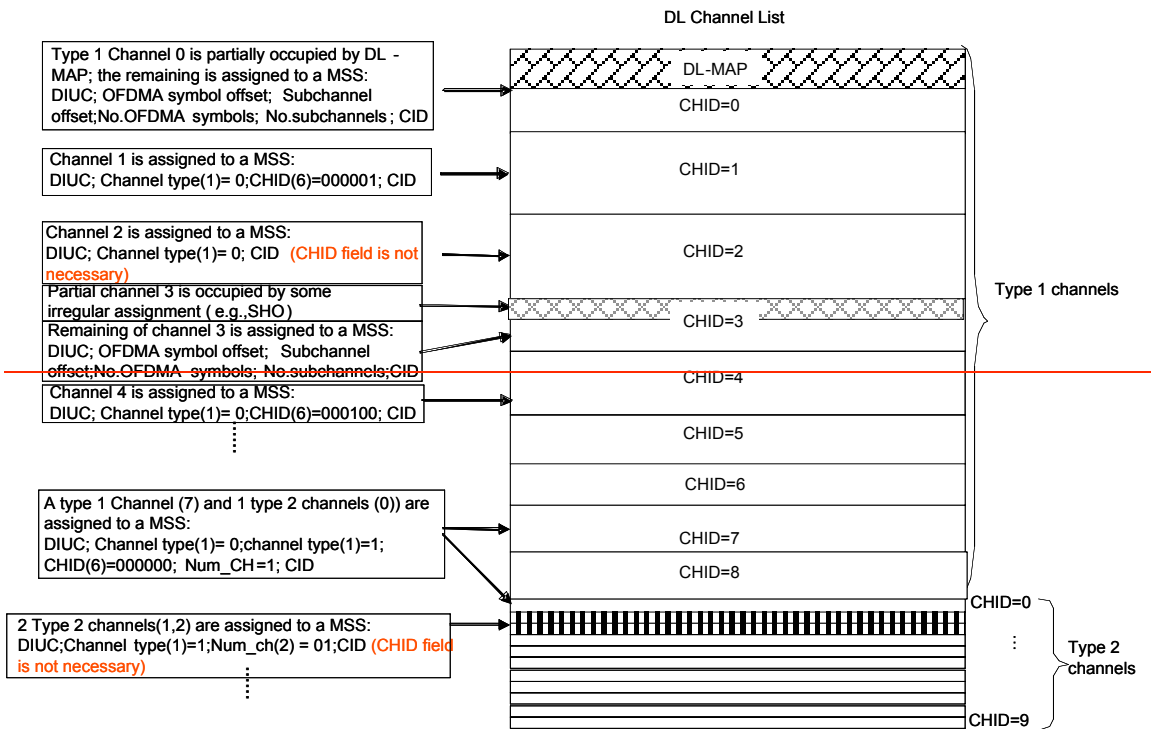 DL Channel List
Type 1 Channel 0 is partially occupied by DL -
MAP; the remaining is assigned to a MSS:
DIUC; OFDMA symbol offset; Subchannel
offset;No.OFDMA symbols; No.subchannels; CID
Channel 1 is assigned to a MSS:
DIUC; Channel type(1)= 0;CHID(6)=000001; CID
Channel 2 is assigned to a MSS:
DIUC; Channel type(1)= 0; CID (CHID field is not
necessary)
Partial channel 3 is occupied by some
irregular assignment (e.g.,SHO)
Remaining of channel 3 is assigned to a MSS:
DIUC; OFDMA symbol offset; Subchannel
offset;No.OFDMA symbols; No.subchannels;CID
Channel 4 is assigned to a MSS:
DIUC; Channel type(1)= 0;CHID(6)=000100; CID
A type 1 Channel (7) and 1 type 2 channels (0)) are
assigned to a MSS:
DIUC; Channel type(1)= 0;channel type(1)=1;
CHID(6)=000000; Num_CH=1; CID
2 Type 2 channels(1,2) are assigned to a MSS:
DIUC;Channel type(1)=1;Num_ch(2) = 01;CID (CHID field
is not necessary)
DL-MAP
CHID=0
CHID=1
CHID=2
CHID=3
CHID=4
CHID=5
CHID=6
CHID=7
CHID=8
Type 1 channels
CHID=0
Type 2
channels
CHID=9